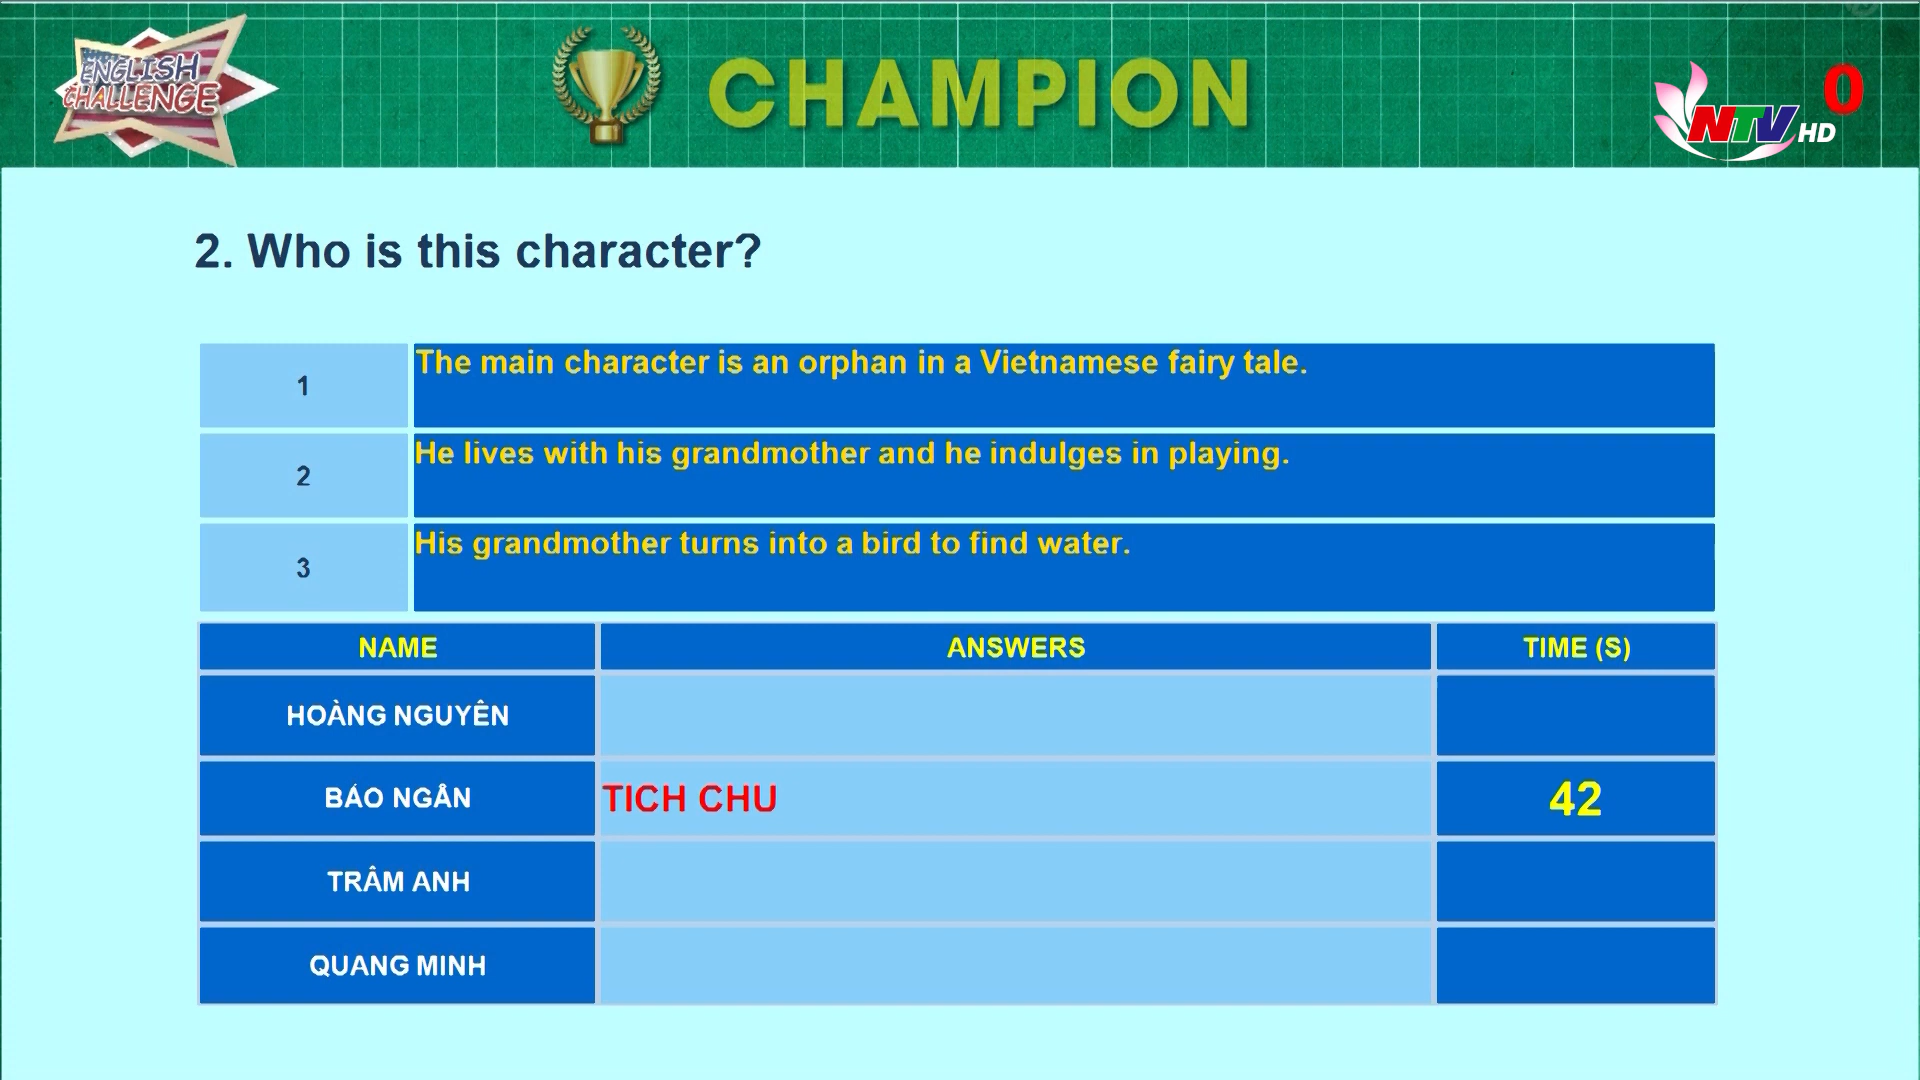 ENGLISH
CHALLENGE
CHAMPION
0
NTV HD
2. Who is this character?
1
The main character is an orphan in a Vietnamese fairy tale.
2
He lives with his grandmother and he indulges in playing.
3
His grandmother turns into a bird to find water.
NAME
ANSWERS
TIME (S)
HOÀNG NGUYÊN
BẢO NGÂN
TICH CHU
42
TRÂM ANH
QUANG MINH